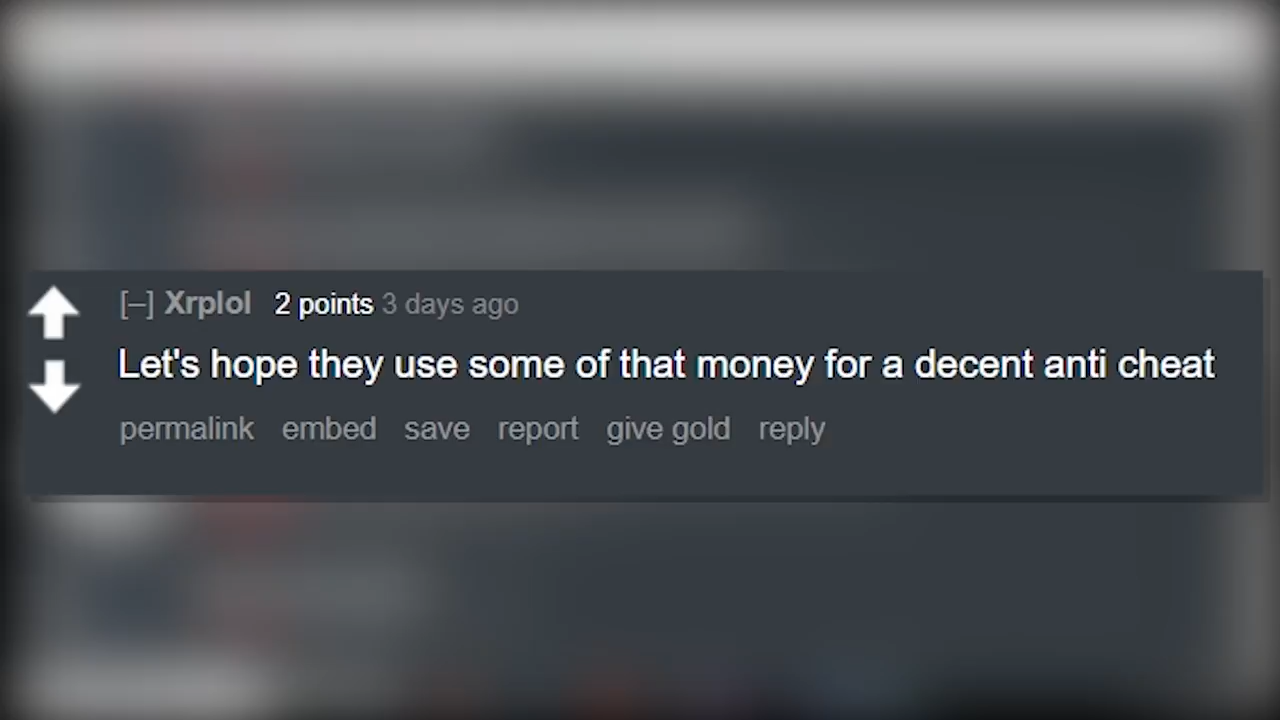 [–] Xrplol 2 points 3 days ago
Let's hope they use some of that money for a decent anti cheat
permalink embed save report give gold reply